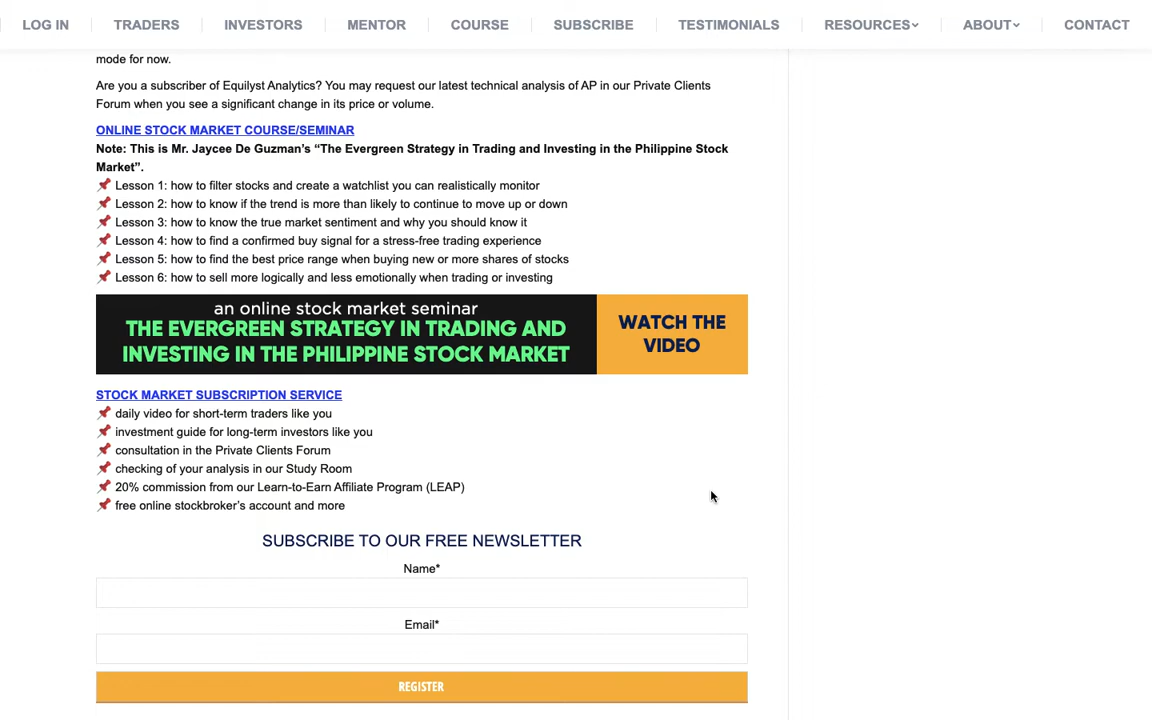 LOG IN TRADERS INVESTORS MENTOR COURSE SUBSCRIBE TESTIMONIALS RESOURCES ABOUT CONTACT
mode for now.
Are you a subscriber of Equilyst Analytics? You may request our latest technical analysis of AP in our Private Clients
Forum when you see a significant change in its price or volume.
ONLINE STOCK MARKET COURSE/SEMINAR
Note: This is Mr. Jaycee De Guzman’s “The Evergreen Strategy in Trading and Investing in the Philippine Stock
Market”.
Lesson 1: how to filter stocks and create a watchlist you can realistically monitor
Lesson 2: how to know if the trend is more than likely to continue to move up or down
Lesson 3: how to know the true market sentiment and why you should know it
Lesson 4: how to find a confirmed buy signal for a stress-free trading experience
Lesson 5: how to find the best price range when buying new or more shares of stocks
Lesson 6: how to sell more logically and less emotionally when trading or investing
an online stock market seminar
THE EVERGREEN STRATEGY IN TRADING AND
INVESTING IN THE PHILIPPINE STOCK MARKET
WATCH THE
VIDEO
STOCK MARKET SUBSCRIPTION SERVICE
daily video for short-term traders like you
investment guide for long-term investors like you
consultation in the Private Clients Forum
checking of your analysis in our Study Room
20% commission from our Learn-to-Earn Affiliate Program (LEAP)
free online stockbroker’s account and more
SUBSCRIBE TO OUR FREE NEWSLETTER
Name*
Email*
REGISTER